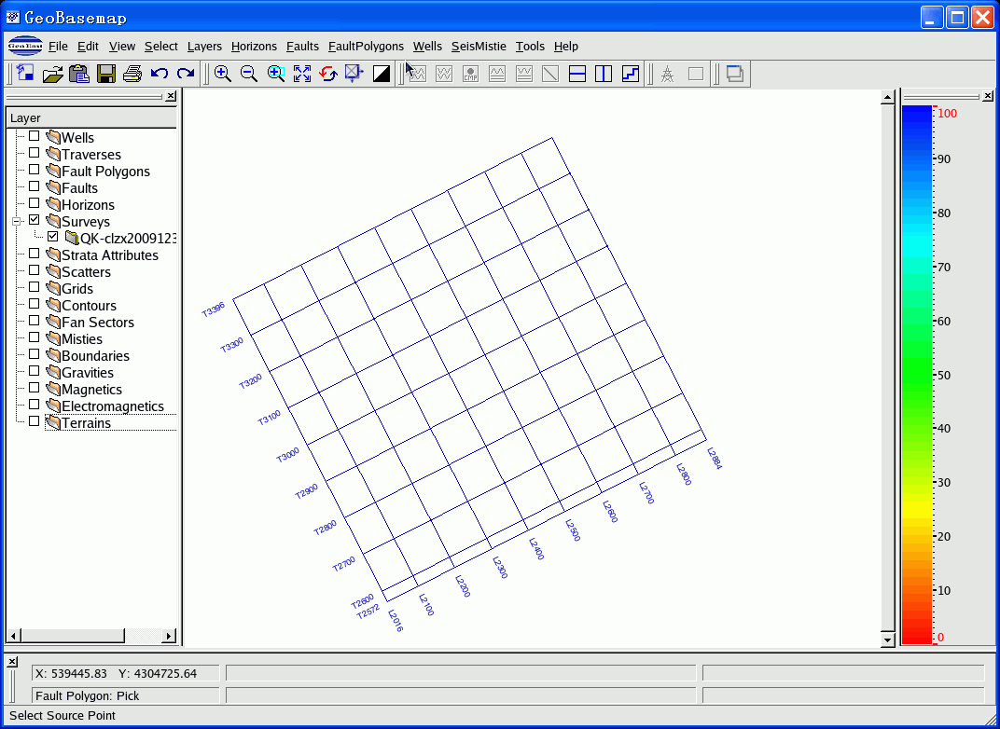 GeoBasemap
GeoEast File Edit View Select Layers Horizons Faults FaultPolygons Wells SeisMistie Tools Help
CMP
Layer
Wells
Traverses
Fault Polygons
Faults
Horizons
Surveys
QK-clzx2009123
Strata Attributes
Scatters
Grids
Contours
Fan Sectors
Misties
Boundaries
Gravities
Magnetics
Electromagnetics
Terrains
T3396
T3300
T3200
T3100
T3000
T2900
T2800
T2700
T2600
T2572
L2016
L2100
L2200
L2300
L2400
L2500
L2600
L2700
L2800
L2884
100
90
80
70
60
50
40
30
20
10
0
X: 539445.83 Y: 4304725.64
Fault Polygon: Pick
Select Source Point